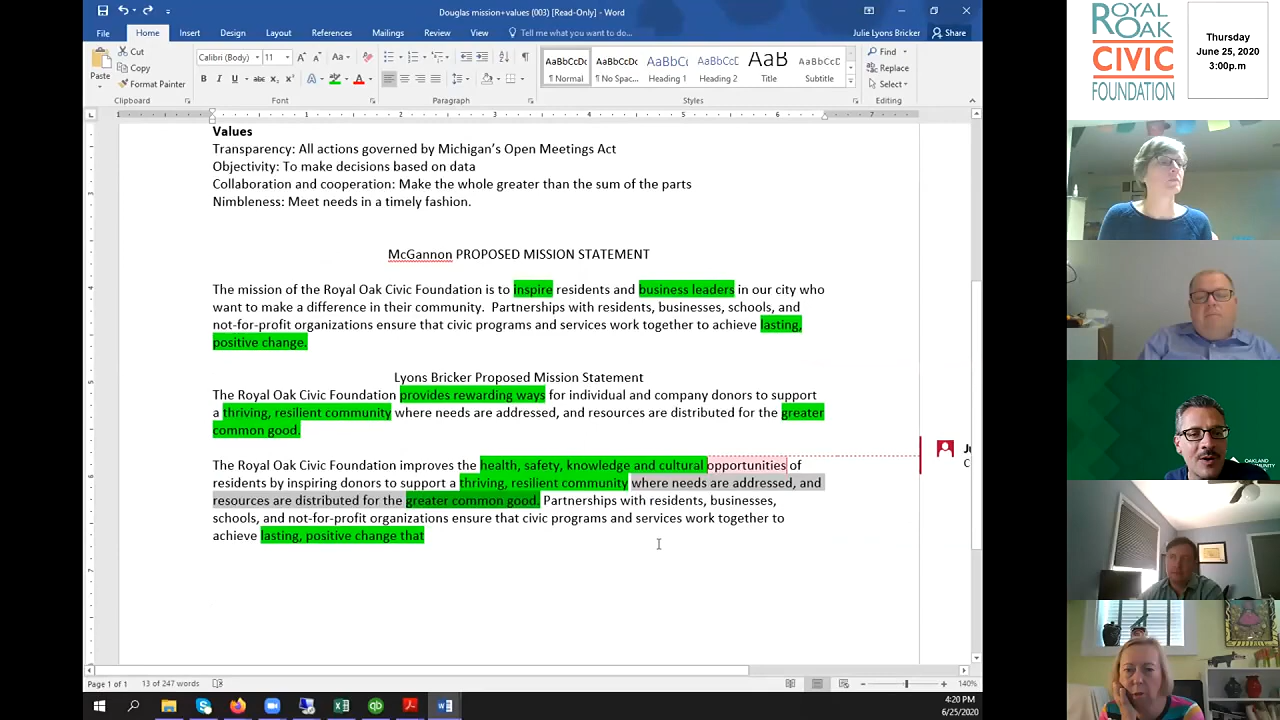 Douglas mission+values (003) [Read-Only] - Word
File Home Insert Design Layout References Mailings Review View Help Tell me what you want to do... Julie Lyons Bricker Share
Paste
Cut
Copy
Format Painter
Calibri (Body) 11
AaBbCcDc AaBbCcDc AaBbC AaBbCcD AaB AaBbCcD
¶ Normal ¶ No Spac... Heading 1 Heading 2 Title Subtitle
Find
Replace
Select
Clipboard Font Paragraph Styles Editing
Values
Transparency: All actions governed by Michigan's Open Meetings Act
Objectivity: To make decisions based on data
Collaboration and cooperation: Make the whole greater than the sum of the parts
Nimbleness: Meet needs in a timely fashion.
McGannon PROPOSED MISSION STATEMENT
The mission of the Royal Oak Civic Foundation is to inspire residents and business leaders in our city who
want to make a difference in their community. Partnerships with residents, businesses, schools, and
not-for-profit organizations ensure that civic programs and services work together to achieve lasting,
positive change.
Lyons Bricker Proposed Mission Statement
The Royal Oak Civic Foundation provides rewarding ways for individual and company donors to support
a thriving, resilient community where needs are addressed, and resources are distributed for the greater
common good.
The Royal Oak Civic Foundation improves the health, safety, knowledge and cultural opportunities of
residents by inspiring donors to support a thriving, resilient community where needs are addressed, and
resources are distributed for the greater common good. Partnerships with residents, businesses,
schools, and not-for-profit organizations ensure that civic programs and services work together to
achieve lasting, positive change that
Page 1 of 1 13 of 247 words 140%
4:20 PM
6/25/2020
ROYAL
OAK
CIVIC
FOUNDATION
Thursday
June 25, 2020
3:00p.m
OAKLAND
COMMUNITY